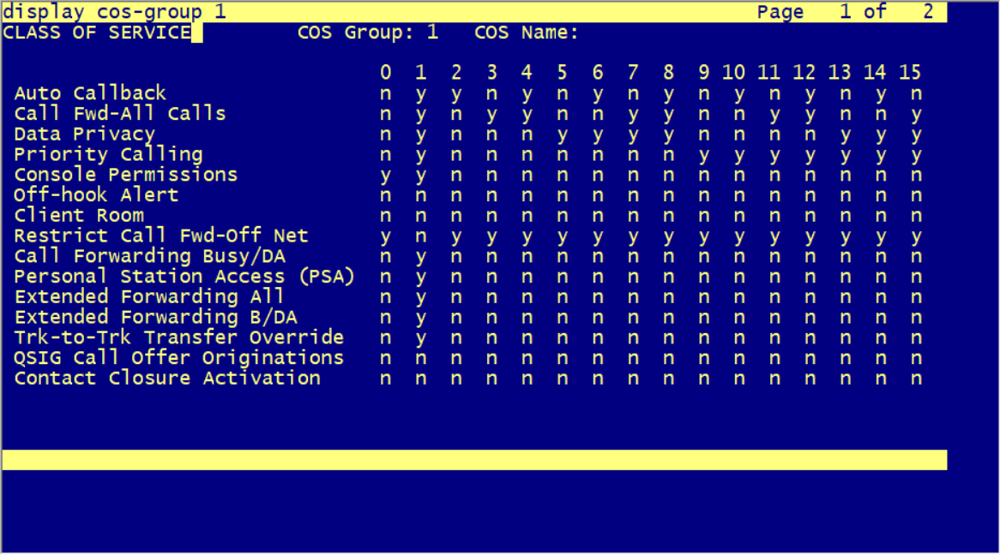 display cos-group 1 Page 1 of 2
CLASS OF SERVICE COS Group: 1 COS Name:
0 1 2 3 4 5 6 7 8 9 10 11 12 13 14 15
Auto Callback n y y n y n y n y n y n y n y n
Call Fwd-All Calls n y n y y n n y y n n y y n n y
Data Privacy n y n n n y y y y n n n n y y y
Priority Calling n y n n n n n n n y y y y y y y
Console Permissions y y n n n n n n n n n n n n n n
Off-hook Alert n n n n n n n n n n n n n n n n
Client Room n n n n n n n n n n n n n n n n
Restrict Call Fwd-Off Net y n y y y y y y y y y y y y y y
Call Forwarding Busy/DA n y n n n n n n n n n n n n n n
Personal Station Access (PSA) n y n n n n n n n n n n n n n n
Extended Forwarding All n y n n n n n n n n n n n n n n
Extended Forwarding B/DA n y n n n n n n n n n n n n n n
Trk-to-Trk Transfer Override n y n n n n n n n n n n n n n n
QSIG Call Offer Originations n n n n n n n n n n n n n n n n
Contact Closure Activation n n n n n n n n n n n n n n n n